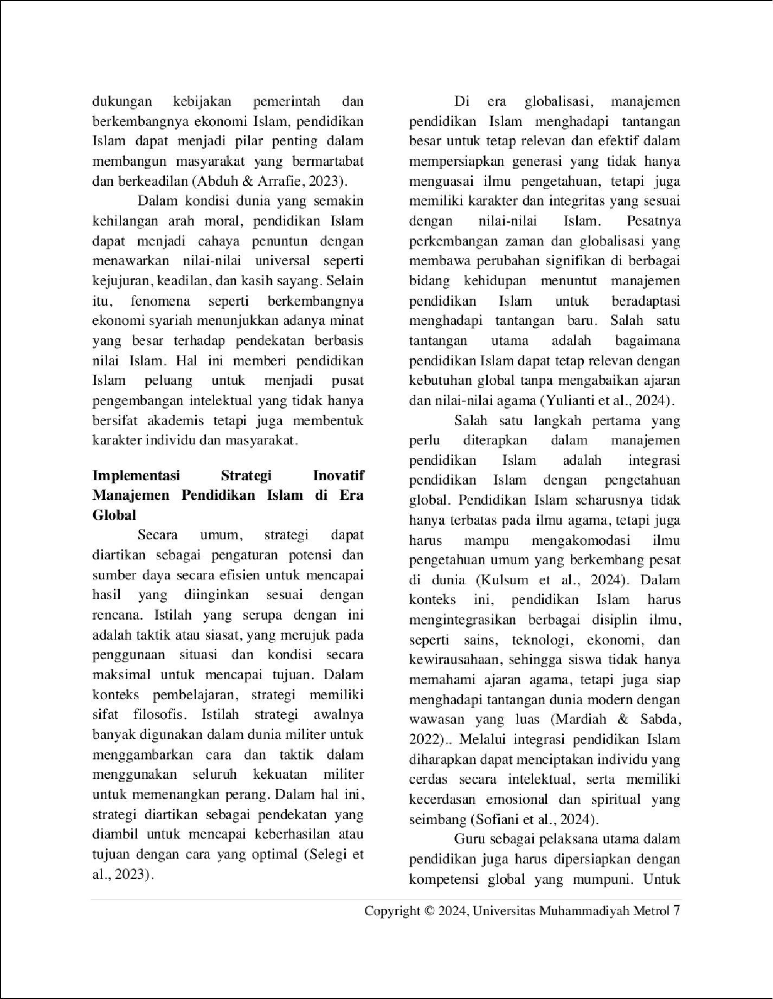 dukungan kebijakan pemerintah dan
berkembangnya ekonomi Islam, pendidikan
Islam dapat menjadi pilar penting dalam
membangun masyarakat yang bermartabat
dan berkeadilan (Abduh & Arrafie, 2023).
Dalam kondisi dunia yang semakin
kehilangan arah moral, pendidikan Islam
dapat menjadi cahaya penuntun dengan
menawarkan nilai-nilai universal seperti
kejujuran, keadilan, dan kasih sayang. Selain
itu, fenomena seperti berkembangnya
ekonomi syariah menunjukkan adanya minat
yang besar terhadap pendekatan berbasis
nilai Islam. Hal ini memberi pendidikan
Islam peluang untuk menjadi pusat
pengembangan intelektual yang tidak hanya
bersifat akademis tetapi juga membentuk
karakter individu dan masyarakat.
Implementasi Strategi Inovatif
Manajemen Pendidikan Islam di Era
Global
Secara umum, strategi dapat
diartikan sebagai pengaturan potensi dan
sumber daya secara efisien untuk mencapai
hasil yang diinginkan sesuai dengan
rencana. Istilah yang serupa dengan ini
adalah taktik atau siasat, yang merujuk pada
penggunaan situasi dan kondisi secara
maksimal untuk mencapai tujuan. Dalam
konteks pembelajaran, strategi memiliki
sifat filosofis. Istilah strategi awalnya
banyak digunakan dalam dunia militer untuk
menggambarkan cara dan taktik dalam
menggunakan seluruh kekuatan militer
untuk memenangkan perang. Dalam hal ini,
strategi diartikan sebagai pendekatan yang
diambil untuk mencapai keberhasilan atau
tujuan dengan cara yang optimal (Selegi et
al., 2023).
Di era globalisasi, manajemen
pendidikan Islam menghadapi tantangan
besar untuk tetap relevan dan efektif dalam
mempersiapkan generasi yang tidak hanya
menguasai ilmu pengetahuan, tetapi juga
memiliki karakter dan integritas yang sesuai
dengan nilai-nilai Islam. Pesatnya
perkembangan zaman dan globalisasi yang
membawa perubahan signifikan di berbagai
bidang kehidupan menuntut manajemen
pendidikan Islam untuk beradaptasi
menghadapi tantangan baru. Salah satu
tantangan utama adalah bagaimana
pendidikan Islam dapat tetap relevan dengan
kebutuhan global tanpa mengabaikan ajaran
dan nilai-nilai agama (Yulianti et al., 2024).
Salah satu langkah pertama yang
perlu diterapkan dalam manajemen
pendidikan Islam adalah integrasi
pendidikan Islam dengan pengetahuan
global. Pendidikan Islam seharusnya tidak
hanya terbatas pada ilmu agama, tetapi juga
harus mampu mengakomodasi ilmu
pengetahuan umum yang berkembang pesat
di dunia (Kulsum et al., 2024). Dalam
konteks ini, pendidikan Islam harus
mengintegrasikan berbagai disiplin ilmu,
seperti sains, teknologi, ekonomi, dan
kewirausahaan, sehingga siswa tidak hanya
memahami ajaran agama, tetapi juga siap
menghadapi tantangan dunia modern dengan
wawasan yang luas (Mardiah & Sabda,
2022).. Melalui integrasi pendidikan Islam
diharapkan dapat menciptakan individu yang
cerdas secara intelektual, serta memiliki
kecerdasan emosional dan spiritual yang
seimbang (Sofiani et al., 2024).
Guru sebagai pelaksana utama dalam
pendidikan juga harus dipersiapkan dengan
kompetensi global yang mumpuni. Untuk
Copyright © 2024, Universitas Muhammadiyah Metro| 7